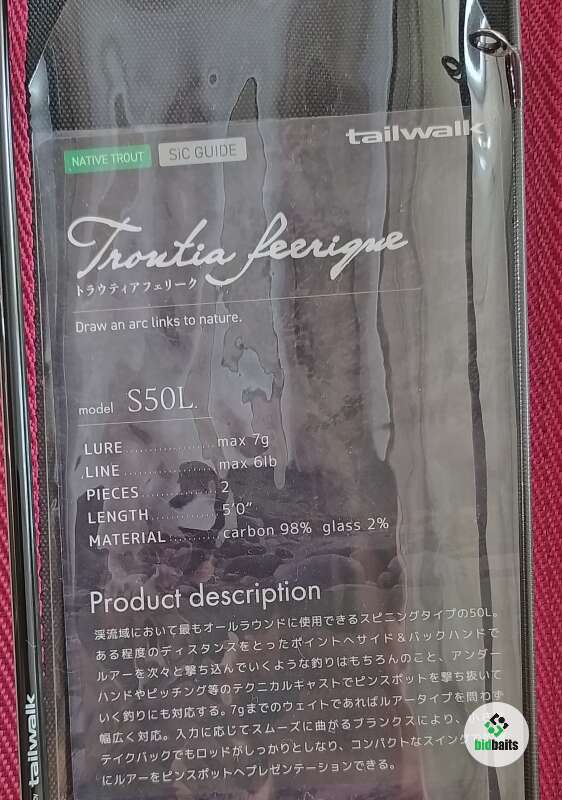 tailwalk
NATIVE TROUT
SiC GUIDE
Troutia feerique
トラウティアフェリーク
Draw an arc links to nature.
model S50L.
LURE max 7g
LINE max 6lb
PIECES 2
LENGTH 5'0"
MATERIAL carbon 98% glass 2%
Product description
渓流域において最もオールラウンドに使用できるスピニングタイプの50L。
ある程度のディスタンスをとったポイントへサイド&バックハンドで
ルアーを次々と撃ち込んでいくような釣りはもちろんのこと、アンダー
ハンドやピッチング等のテクニカルキャストでピンスポットを撃ち抜いて
いく釣りにも対応する。7gまでのウェイトであればルアータイプを問わず
幅広く対応。入力に応じてスムーズに曲がるブランクスにより、
テイクバックでもロッドがしっかりとしなり、コンパクトなスイング
にルアーをピンスポットへプレゼンテーションできる。
bidbaits
tailwalk